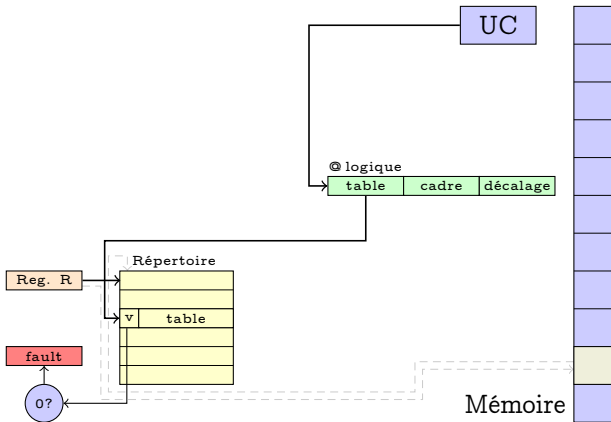 UC
@ logique
table cadre décalage
Répertoire
Reg. R
v table
fault
0?
Mémoire